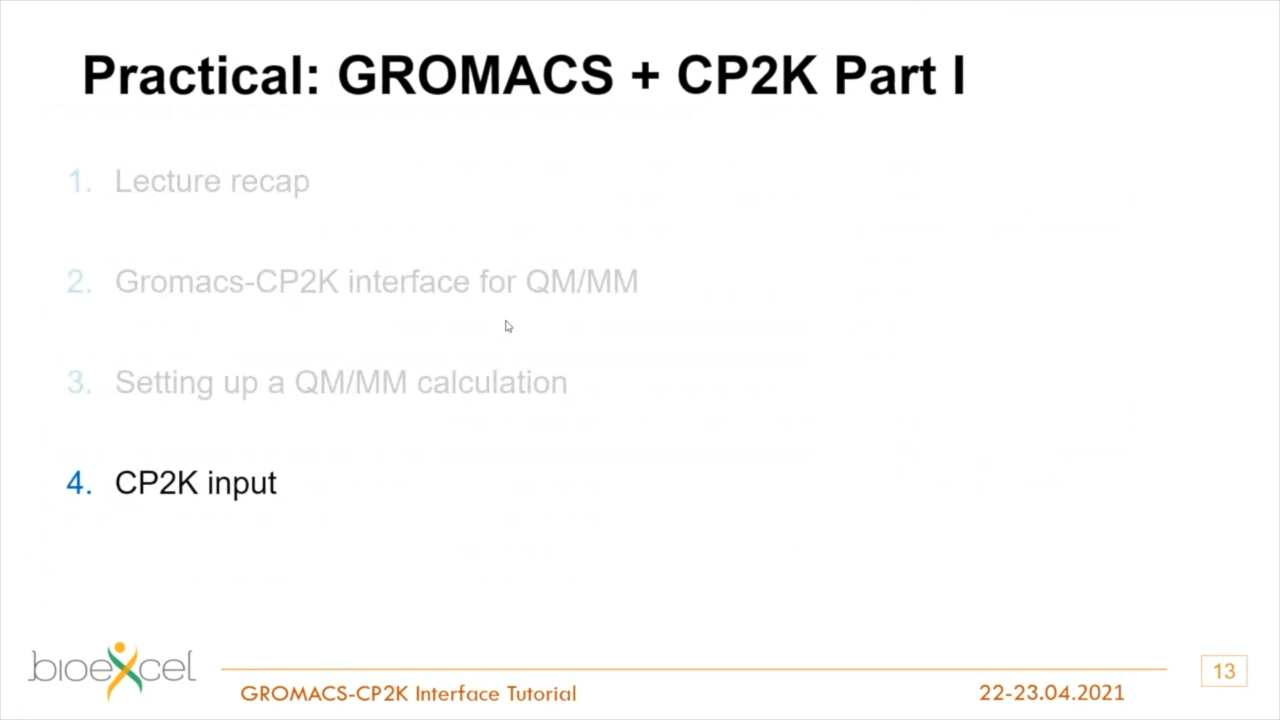 Practical: GROMACS + CP2K Part I
1. Lecture recap
2. Gromacs-CP2K interface for QM/MM
3. Setting up a QM/MM calculation
4. CP2K input
bioexcel
GROMACS-CP2K Interface Tutorial
22-23.04.2021
13